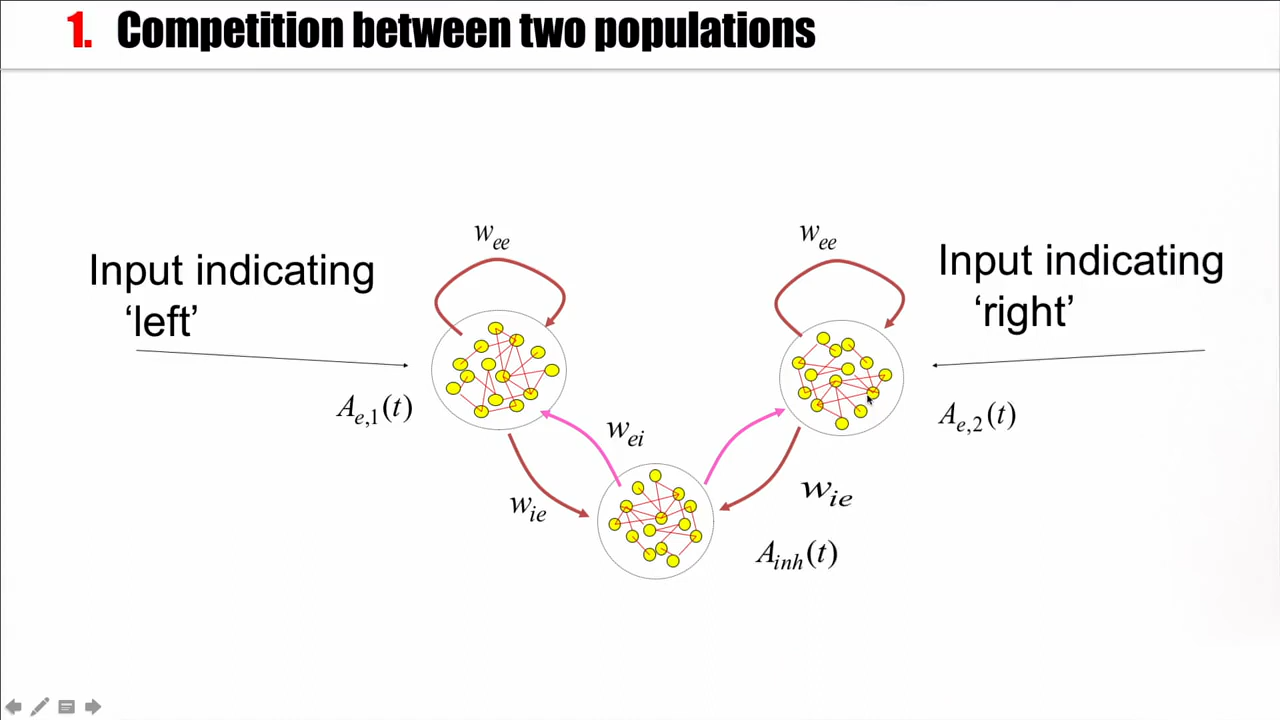 1. Competition between two populations
w_ee
w_ee
Input indicating
‘left’
Input indicating
‘right’
A_e,1(t)
A_e,2(t)
w_ei
w_ie
w_ie
A_inh(t)